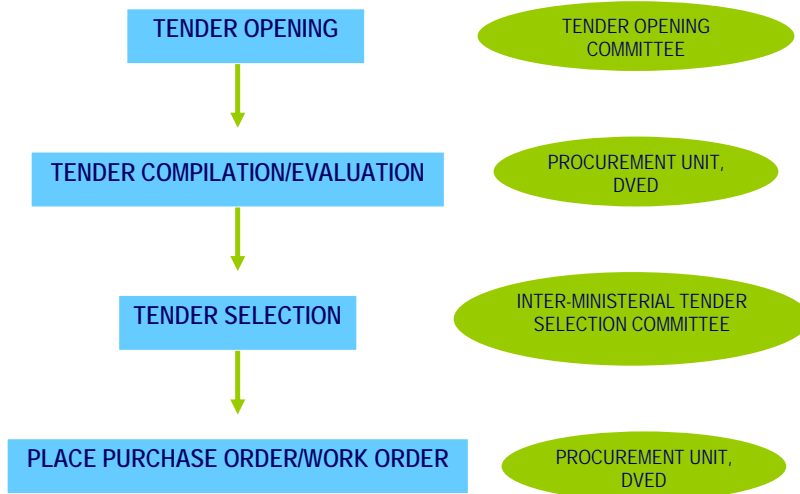 TENDER OPENING
TENDER OPENING
COMMITTEE
TENDER COMPILATION/EVALUATION
PROCUREMENT UNIT,
DVED
TENDER SELECTION
INTER-MINISTERIAL TENDER
SELECTION COMMITTEE
PLACE PURCHASE ORDER/WORK ORDER
PROCUREMENT UNIT,
DVED